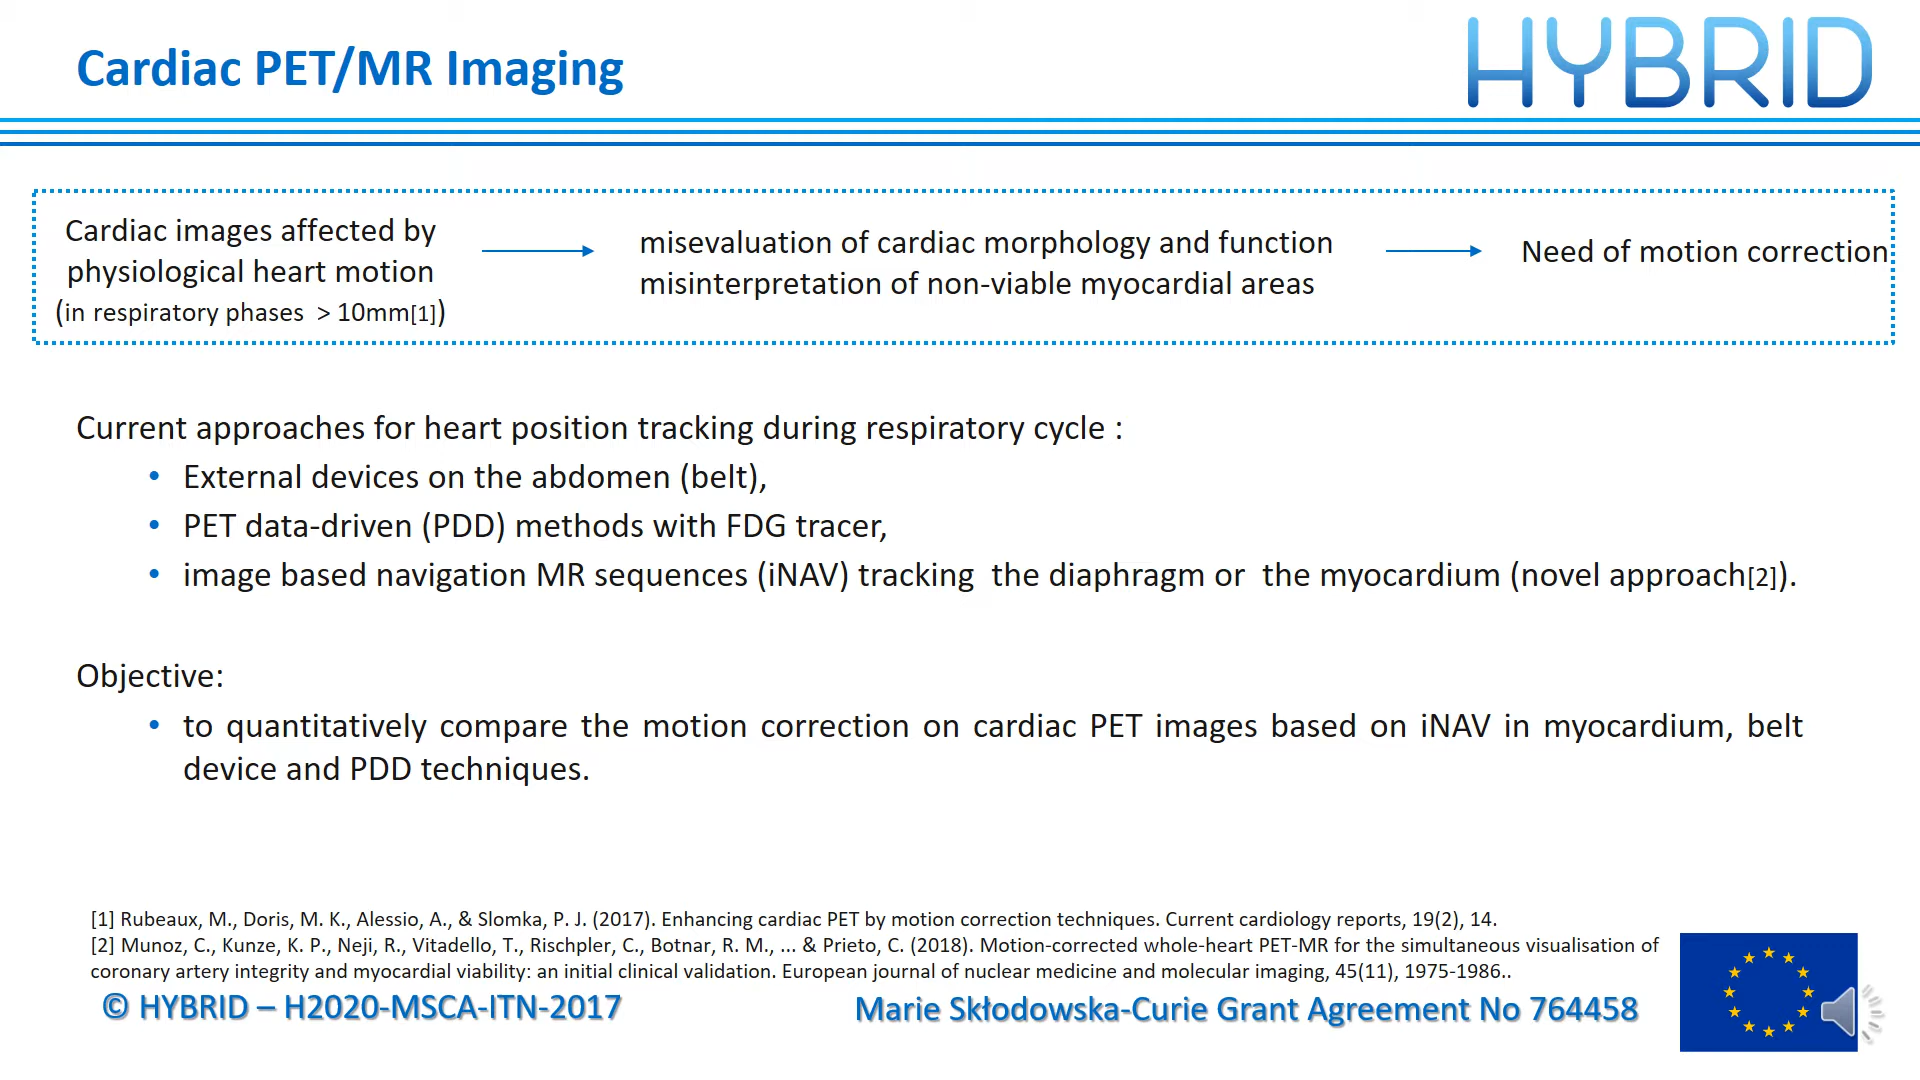 Cardiac PET/MR Imaging
HYBRID
Cardiac images affected by
physiological heart motion
(in respiratory phases  > 10mm[1])
misevaluation of cardiac morphology and function
misinterpretation of non-viable myocardial areas
Need of motion correction
Current approaches for heart position tracking during respiratory cycle :
• External devices on the abdomen (belt),
• PET data-driven (PDD) methods with FDG tracer,
• image based navigation MR sequences (iNAV) tracking  the diaphragm or  the myocardium (novel approach[2]).
Objective:
• to quantitatively compare the motion correction on cardiac PET images based on iNAV in myocardium, belt
device and PDD techniques.
[1] Rubeaux, M., Doris, M. K., Alessio, A., & Slomka, P. J. (2017). Enhancing cardiac PET by motion correction techniques. Current cardiology reports, 19(2), 14.
[2] Munoz, C., Kunze, K. P., Neji, R., Vitadello, T., Rischpler, C., Botnar, R. M., ... & Prieto, C. (2018). Motion-corrected whole-heart PET-MR for the simultaneous visualisation of
coronary artery integrity and myocardial viability: an initial clinical validation. European journal of nuclear medicine and molecular imaging, 45(11), 1975-1986..
© HYBRID – H2020-MSCA-ITN-2017
Marie Skłodowska-Curie Grant Agreement No 764458